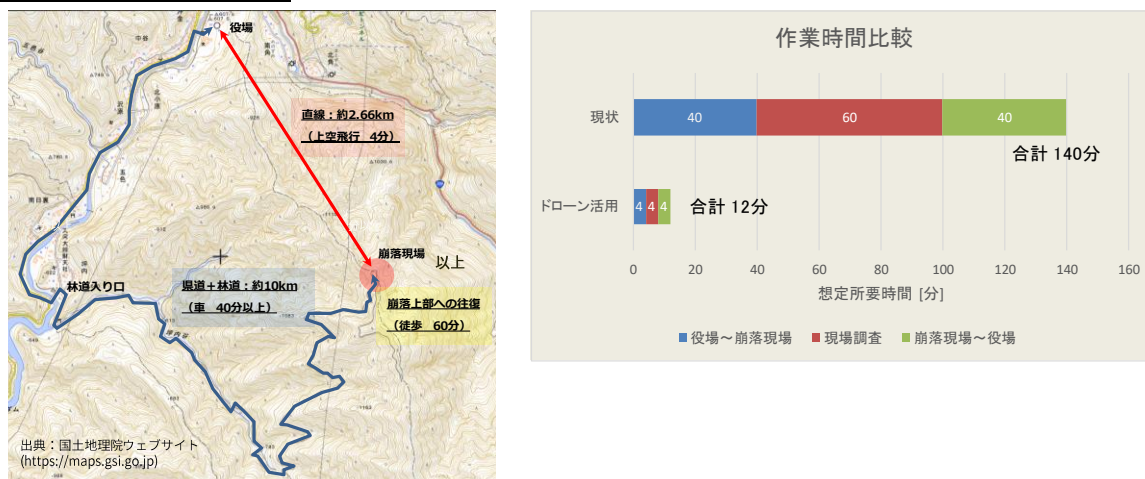 役場
直線：約2.66km
（上空飛行　4分）
崩落現場
以上
林道入り口
県道＋林道：約10km
（車　40分以上）
崩落上部への往復
（徒歩　60分）
出典：国土地理院ウェブサイト
(https://maps.gsi.go.jp)
作業時間比較
現状
40
60
40
合計 140分
ドローン活用
4
4
4
合計 12分
0
20
40
60
80
100
120
140
160
想定所要時間 [分]
役場～崩落現場
現場調査
崩落現場～役場